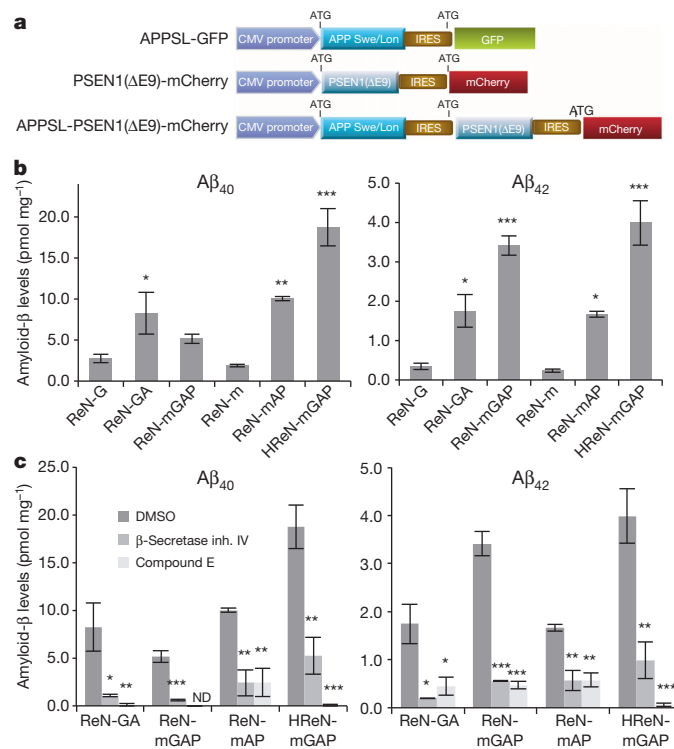 a
ATG ATG
APPSL-GFP CMV promoter APP Swe/Lon IRES GFP
ATG ATG
PSEN1(ΔE9)-mCherry CMV promoter PSEN1(ΔE9) IRES mCherry
ATG ATG ATG
APPSL-PSEN1(ΔE9)-mCherry CMV promoter APP Swe/Lon IRES PSEN1(ΔE9) IRES mCherry
b
Aβ40
Amyloid-β levels (pmol mg−1)
20.0
15.0
10.0
5.0
0.0
* ** ***
ReN-G ReN-GA ReN-mGAP ReN-m ReN-mAP HReN-mGAP
Aβ42
5.0
4.0
3.0
2.0
1.0
0.0
* *** * ***
ReN-G ReN-GA ReN-mGAP ReN-m ReN-mAP HReN-mGAP
c
Aβ40
Amyloid-β levels (pmol mg−1)
25.0
20.0
15.0
10.0
5.0
0.0
DMSO
β-Secretase inh. IV
Compound E
* ** *** ND ** ** ** ***
ReN-GA ReN-mGAP ReN-mAP HReN-mGAP
Aβ42
5.0
4.0
3.0
2.0
1.0
0.0
* * *** *** ** ** ** ***
ReN-GA ReN-mGAP ReN-mAP HReN-mGAP